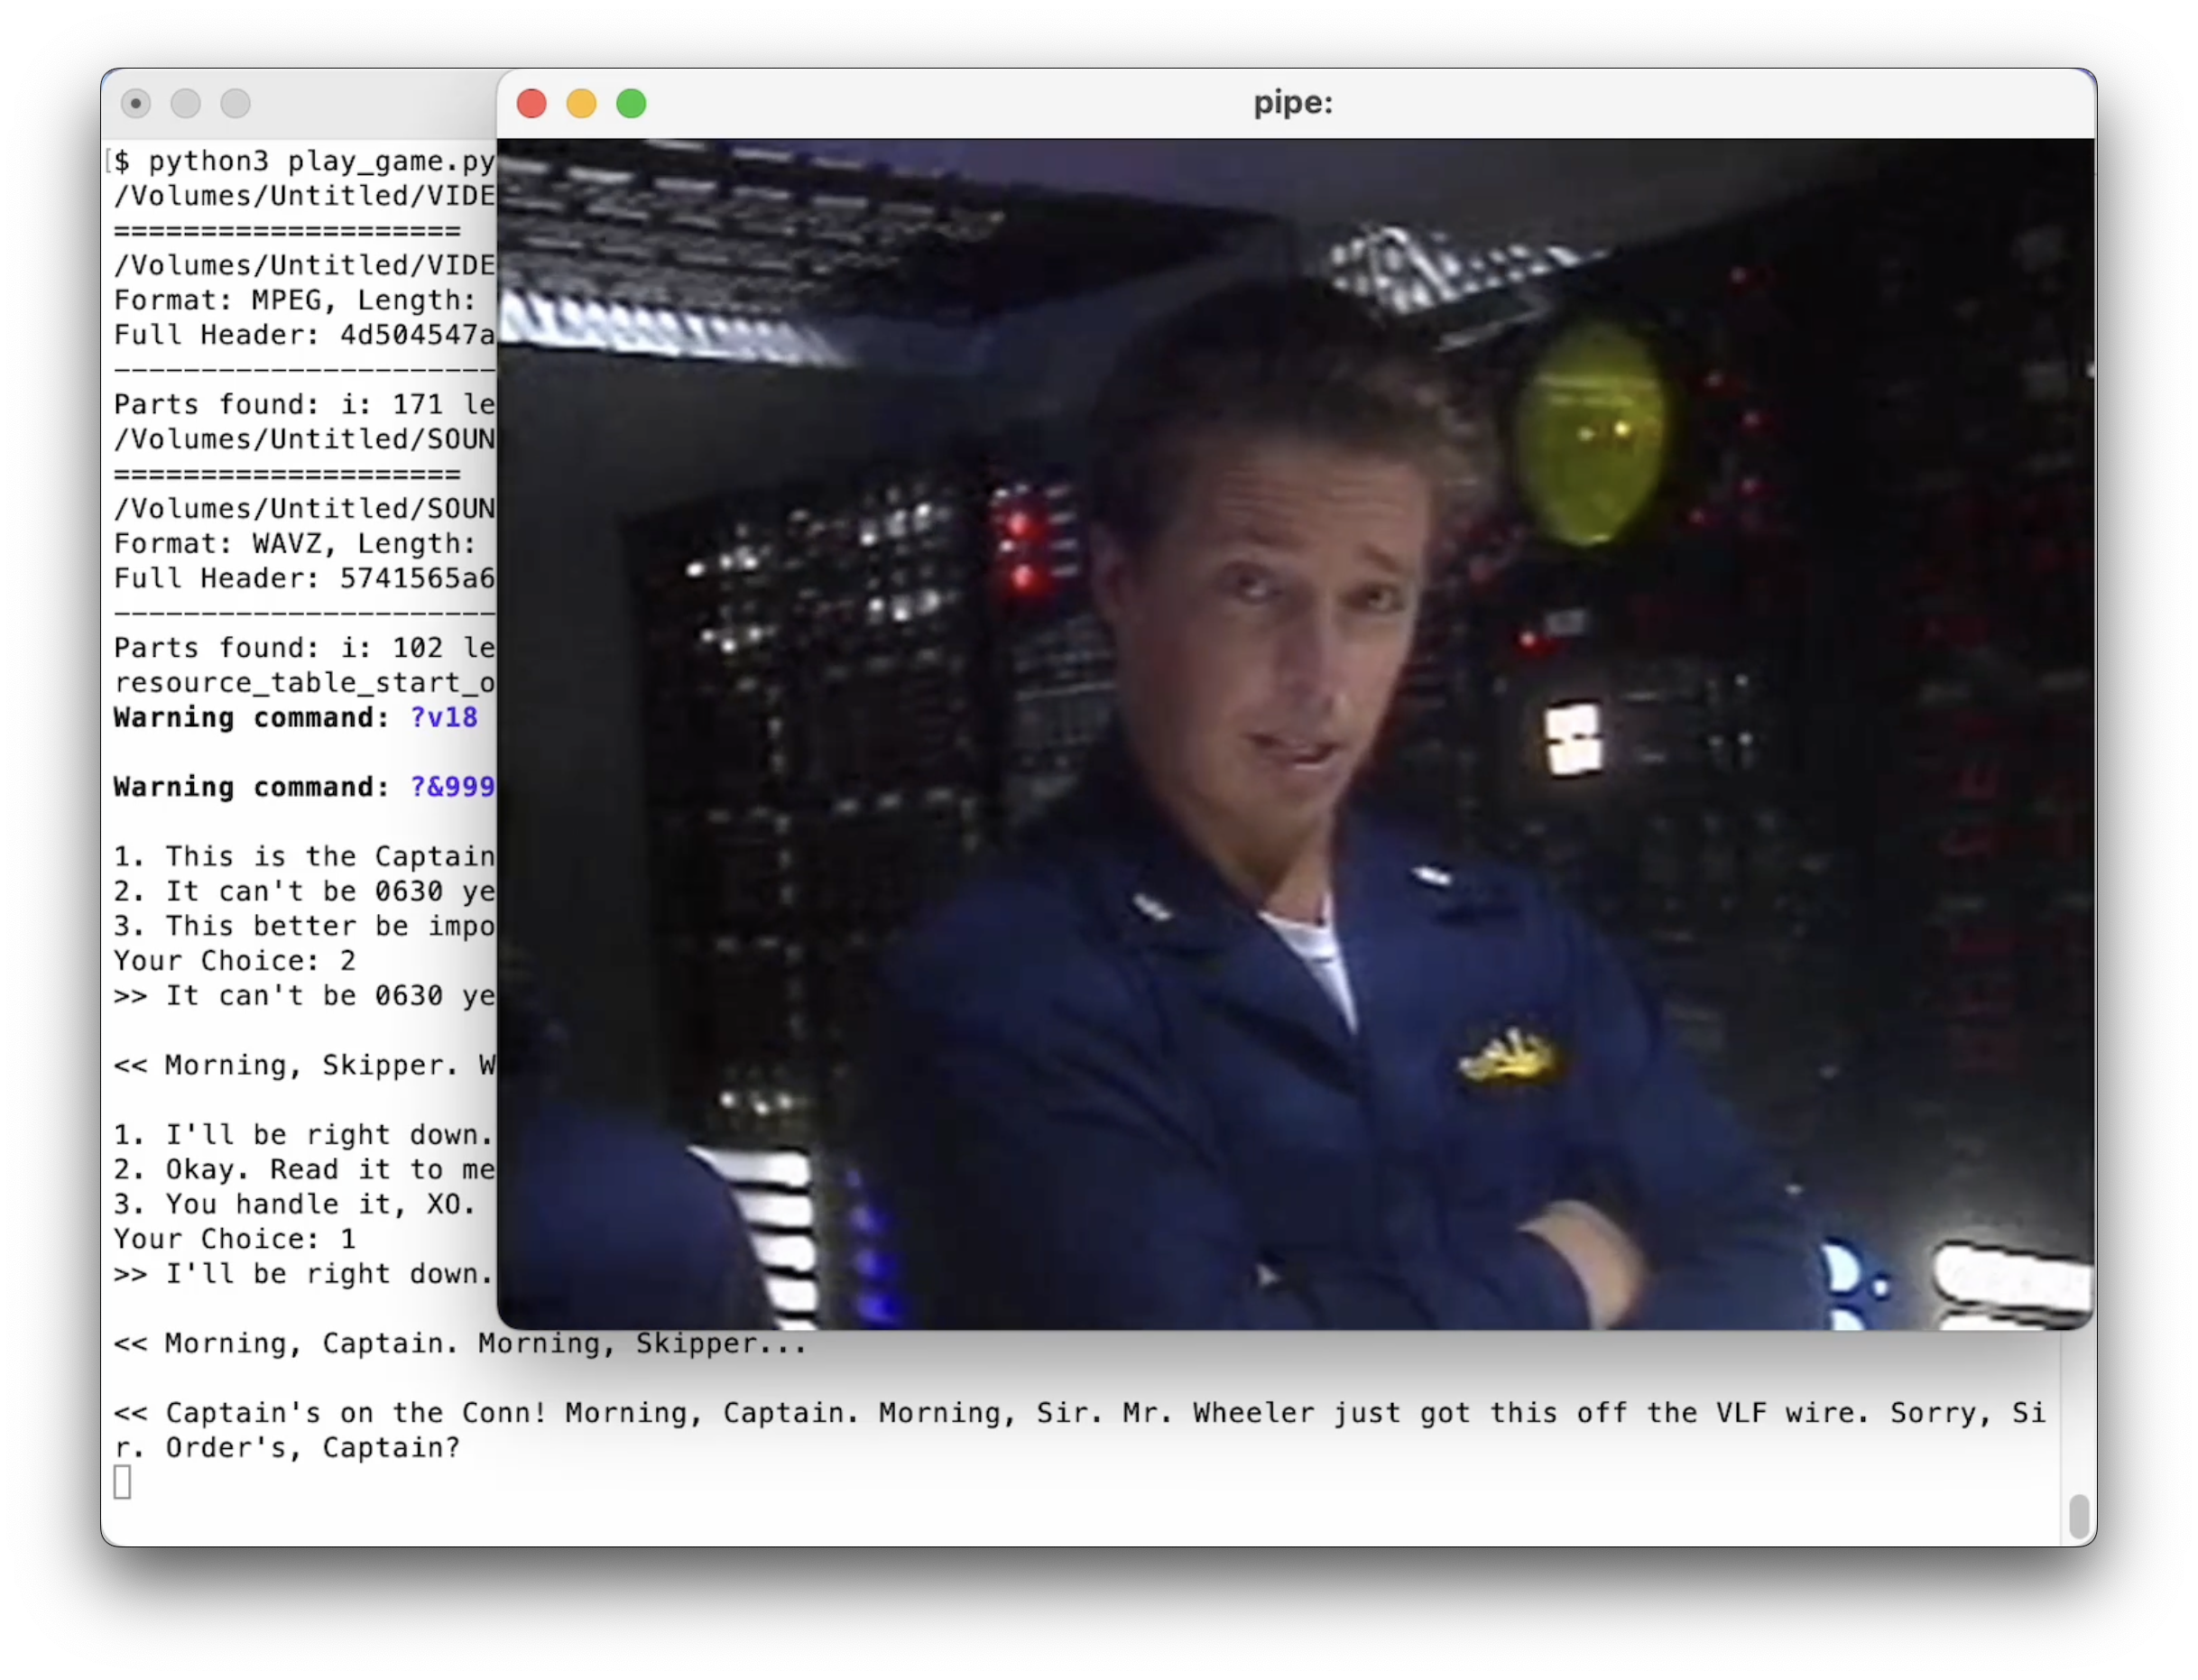 pipe:
[$ python3 play_game.py
/Volumes/Untitled/VIDE
====================
/Volumes/Untitled/VIDE
Format: MPEG, Length:
Full Header: 4d504547a
----------------------
Parts found: i: 171 le
/Volumes/Untitled/SOUN
====================
/Volumes/Untitled/SOUN
Format: WAVZ, Length:
Full Header: 5741565a6
----------------------
Parts found: i: 102 le
resource_table_start_o
Warning command: ?v18
Warning command: ?&999
1. This is the Captain
2. It can't be 0630 ye
3. This better be impo
Your Choice: 2
>> It can't be 0630 ye
<< Morning, Skipper. W
1. I'll be right down.
2. Okay. Read it to me
3. You handle it, XO.
Your Choice: 1
>> I'll be right down.
<< Morning, Captain. Morning, Skipper...
<< Captain's on the Conn! Morning, Captain. Morning, Sir. Mr. Wheeler just got this off the VLF wire. Sorry, Si
r. Order's, Captain?